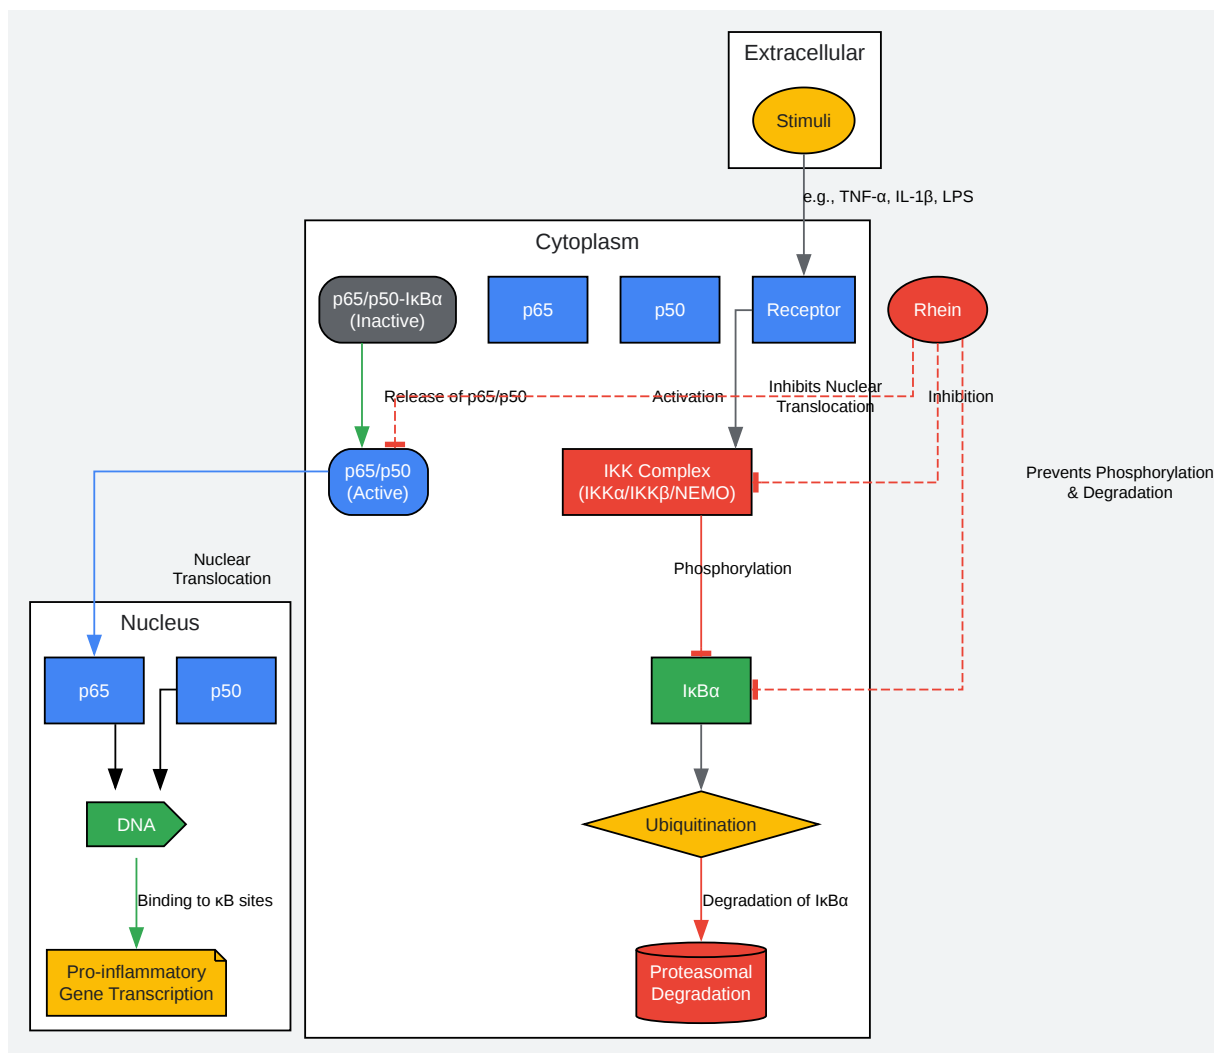 Extracellular
Stimuli
e.g., TNF-α, IL-1β, LPS
Cytoplasm
p65/p50-IκBα
(Inactive)
p65
p50
Receptor
Rhein
Release of p65/p50
Activation
Inhibits Nuclear
Translocation
Inhibition
p65/p50
(Active)
IKK Complex
(IKKα/IKKβ/NEMO)
Prevents Phosphorylation
& Degradation
Nuclear
Translocation
Phosphorylation
Nucleus
p65
p50
IκBα
DNA
Ubiquitination
Binding to κB sites
Degradation of IκBα
Pro-inflammatory
Gene Transcription
Proteasomal
Degradation